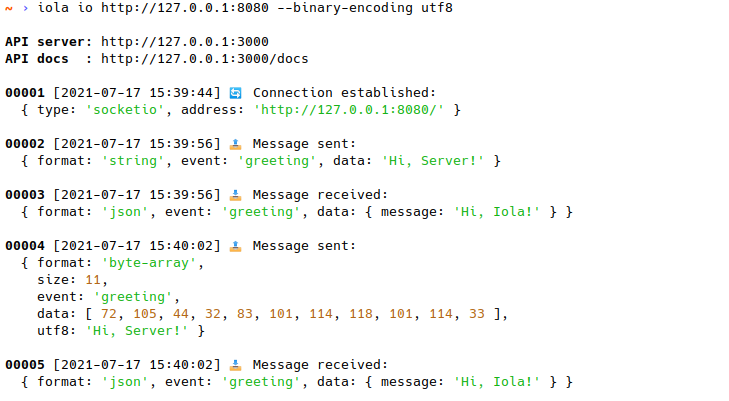 ~ › iola io http://127.0.0.1:8080 --binary-encoding utf8
API server: http://127.0.0.1:3000
API docs  : http://127.0.0.1:3000/docs
00001 [2021-07-17 15:39:44] 🔄 Connection established:
  { type: 'socketio', address: 'http://127.0.0.1:8080/' }
00002 [2021-07-17 15:39:56] 📤 Message sent:
  { format: 'string', event: 'greeting', data: 'Hi, Server!' }
00003 [2021-07-17 15:39:56] 📥 Message received:
  { format: 'json', event: 'greeting', data: { message: 'Hi, Iola!' } }
00004 [2021-07-17 15:40:02] 📤 Message sent:
  { format: 'byte-array',
    size: 11,
    event: 'greeting',
    data: [ 72, 105, 44, 32, 83, 101, 114, 118, 101, 114, 33 ],
    utf8: 'Hi, Server!' }
00005 [2021-07-17 15:40:02] 📥 Message received:
  { format: 'json', event: 'greeting', data: { message: 'Hi, Iola!' } }